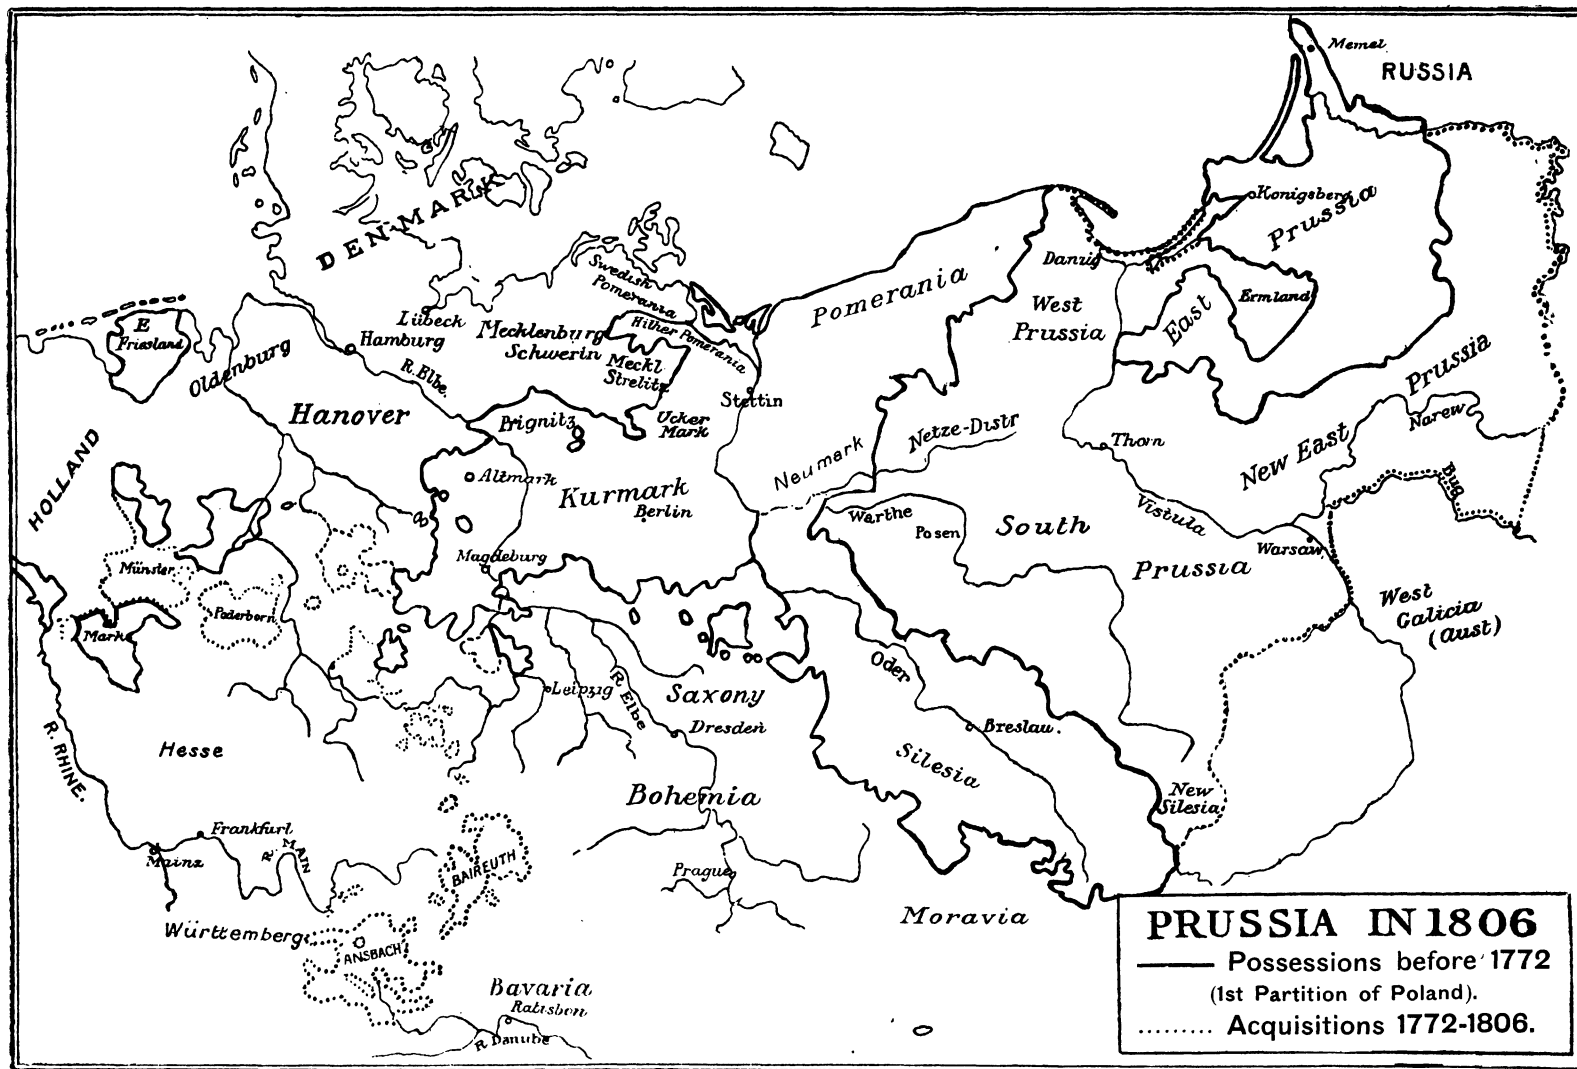 Memel
RUSSIA
DENMARK
Konigsberg
Prussia
Danzig
East
Ermland
West
Prussia
Pomerania
Swedish
Pomerania
Hither Pomerania
Lübeck
Hamburg
Mecklenburg
Schwerin
Meckl
Strelitz
E
Friesland
Oldenburg
R. Elbe.
Hanover
Prignitz
Ucker
Mark
Stettin
Netze-Distr
Neumark
Thorn
New East
Prussia
Narew
Bug
HOLLAND
Altmark
Kurmark
Berlin
Warthe
Posen
South
Prussia
Vistula
Warsaw
West
Galicia
(Aust)
Magdeburg
Münster
Paderborn
Mark
R. RHINE.
Hesse
Leipzig
R. Elbe
Saxony
Dresden
Oder
Breslau.
Silesia
New
Silesia
Bohemia
Prague
Moravia
Frankfurl
Mainz
R. MAIN
BAIREUTH
Württemberg
ANSBACH
Bavaria
Ratisbon
R Danube
PRUSSIA IN 1806
Possessions before 1772
(1st Partition of Poland).
Acquisitions 1772-1806.